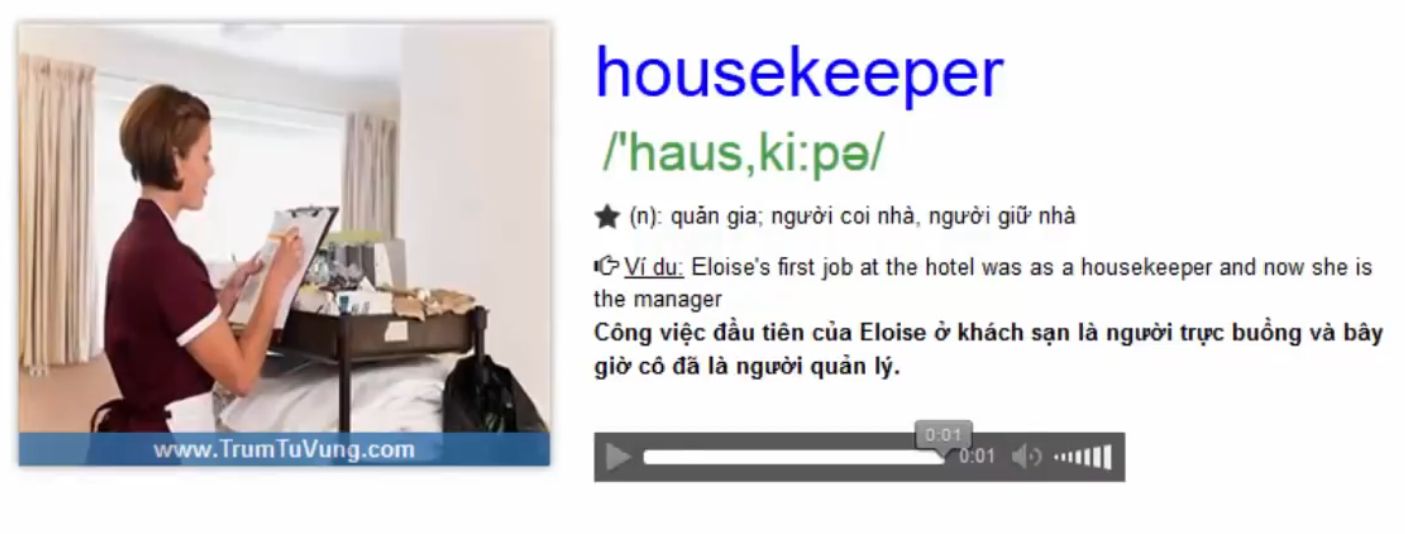 housekeeper
/'haus,ki:pə/
★ (n): quản gia; người coi nhà, người giữ nhà
Ví du: Eloise's first job at the hotel was as a housekeeper and now she is
the manager
Công việc đầu tiên của Eloise ở khách sạn là người trực buồng và bây
giờ cô đã là người quản lý.
www.TrumTuVung.com
0:01
0:01